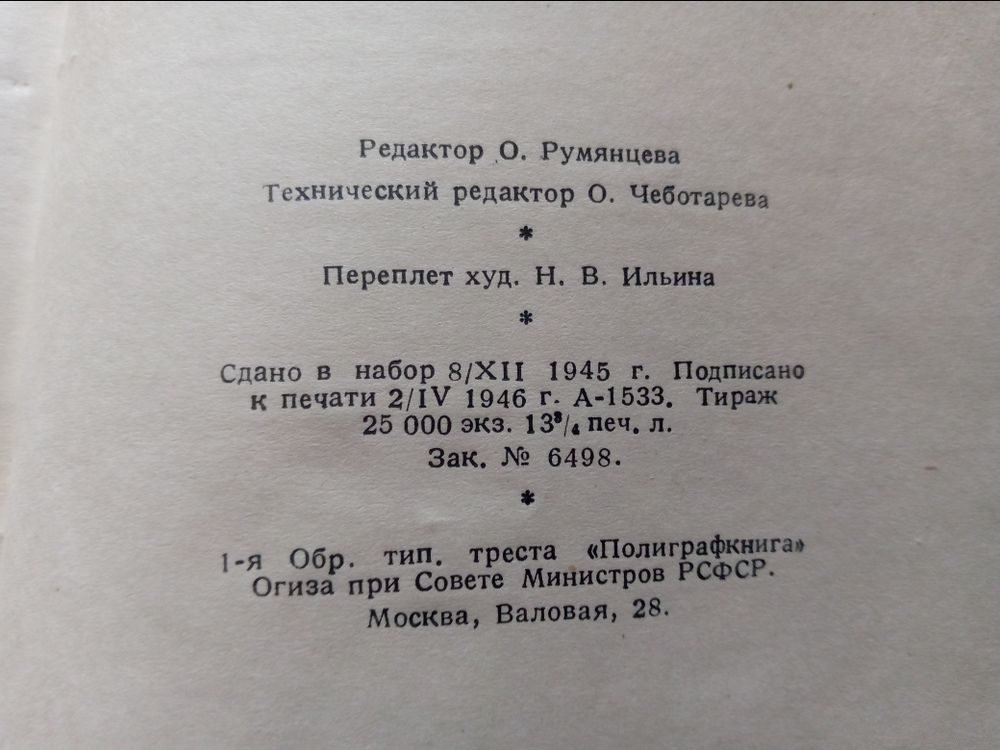 Редактор О. Румянцева
Технический редактор О. Чеботарева
*
Переплет худ. Н. В. Ильина
*
Сдано в набор 8/XII 1945 г. Подписано
к печати 2/IV 1946 г. А-1533. Тираж
25 000 экз. 13³/₄ печ. л.
Зак. № 6498.
*
1-я Обр. тип. треста «Полиграфкнига»
Огиза при Совете Министров РСФСР.
Москва, Валовая, 28.